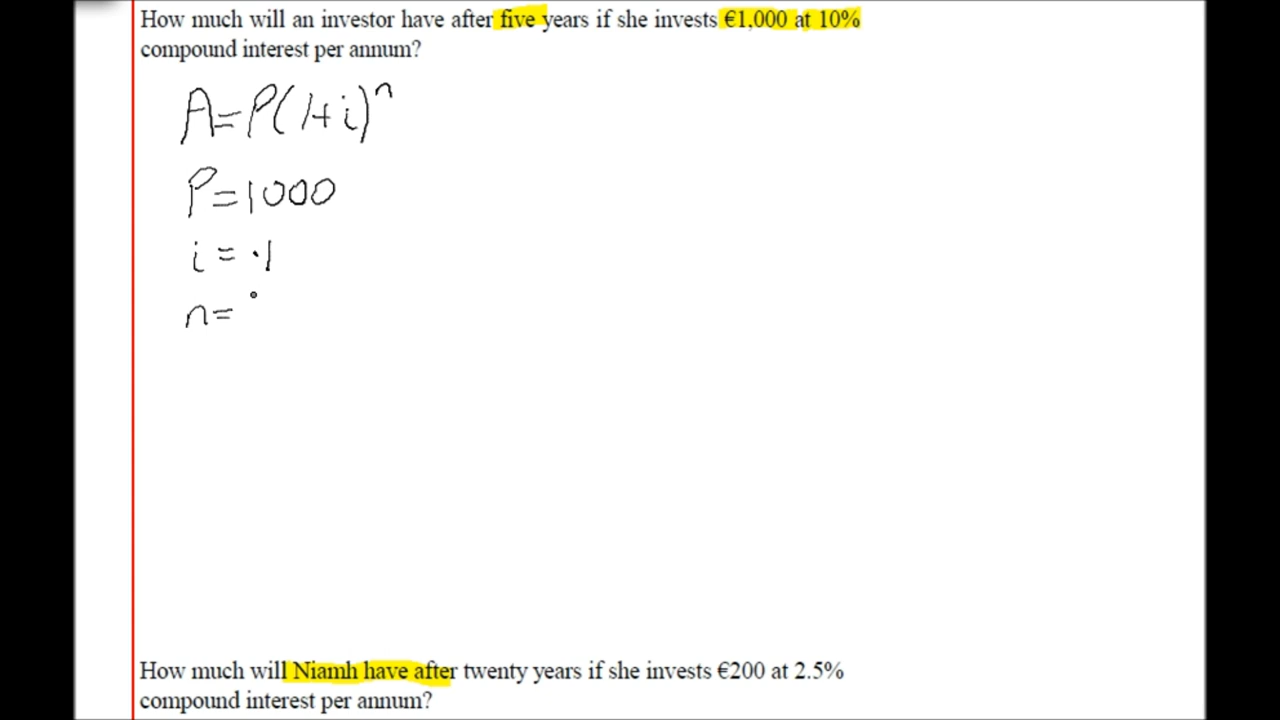 How much will an investor have after five years if she invests €1,000 at 10%
compound interest per annum?
A=P(1+i)^n
P=1000
i = .1
n=
How much will Niamh have after twenty years if she invests €200 at 2.5%
compound interest per annum?